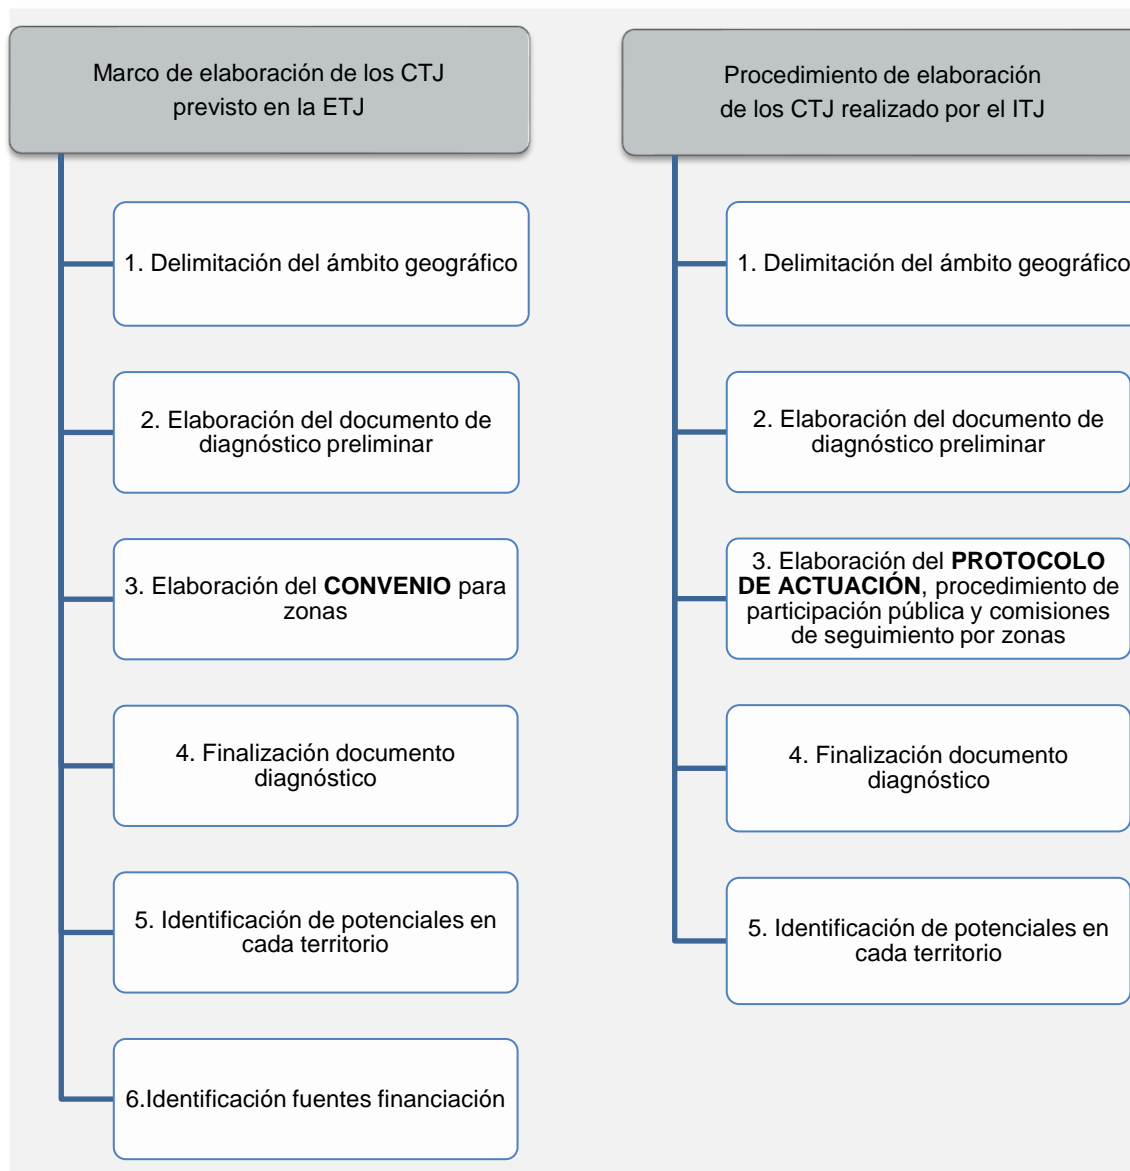 Marco de elaboración de los CTJ
previsto en la ETJ
1. Delimitación del ámbito geográfico
2. Elaboración del documento de
diagnóstico preliminar
3. Elaboración del CONVENIO para
zonas
4. Finalización documento
diagnóstico
5. Identificación de potenciales en
cada territorio
6.Identificación fuentes financiación
Procedimiento de elaboración
de los CTJ realizado por el ITJ
1. Delimitación del ámbito geográfico
2. Elaboración del documento de
diagnóstico preliminar
3. Elaboración del PROTOCOLO
DE ACTUACIÓN, procedimiento de
participación pública y comisiones
de seguimiento por zonas
4. Finalización documento
diagnóstico
5. Identificación de potenciales en
cada territorio